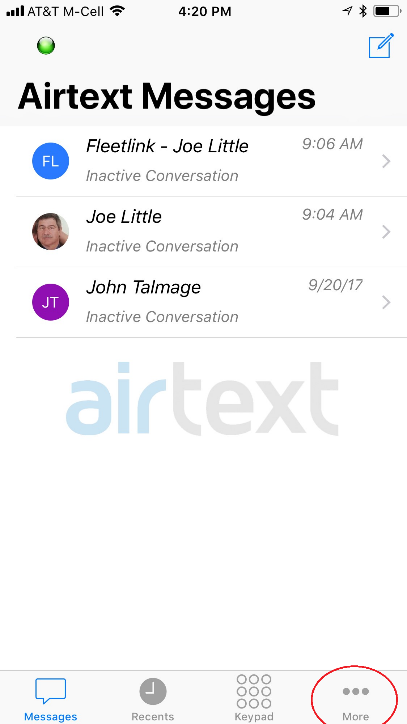 AT&T M-Cell 4:20 PM
Airtext Messages
FL Fleetlink - Joe Little 9:06 AM
Inactive Conversation
Joe Little 9:04 AM
Inactive Conversation
JT John Talmage 9/20/17
Inactive Conversation
airtext
Messages Recents Keypad More